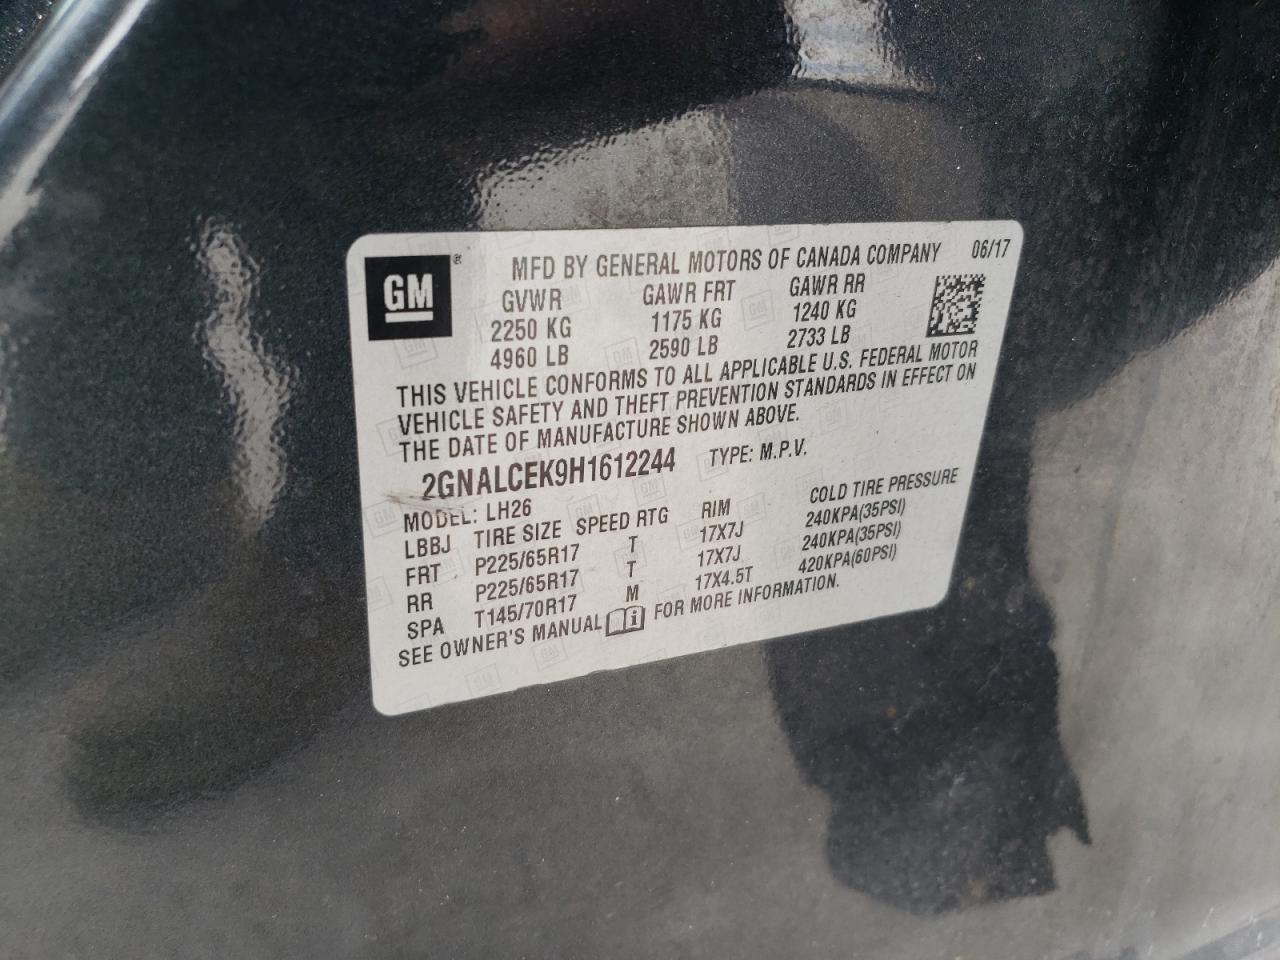 GM ®
MFD BY GENERAL MOTORS OF CANADA COMPANY 06/17
GVWR GAWR FRT GAWR RR
2250 KG 1175 KG 1240 KG
4960 LB 2590 LB 2733 LB
THIS VEHICLE CONFORMS TO ALL APPLICABLE U.S. FEDERAL MOTOR
VEHICLE SAFETY AND THEFT PREVENTION STANDARDS IN EFFECT ON
THE DATE OF MANUFACTURE SHOWN ABOVE.
2GNALCEK9H1612244 TYPE: M.P.V.
MODEL: LH26
LBBJ TIRE SIZE SPEED RTG RIM COLD TIRE PRESSURE
FRT P225/65R17 T 17X7J 240KPA(35PSI)
RR P225/65R17 T 17X7J 240KPA(35PSI)
SPA T145/70R17 M 17X4.5T 420KPA(60PSI)
SEE OWNER'S MANUAL i FOR MORE INFORMATION.